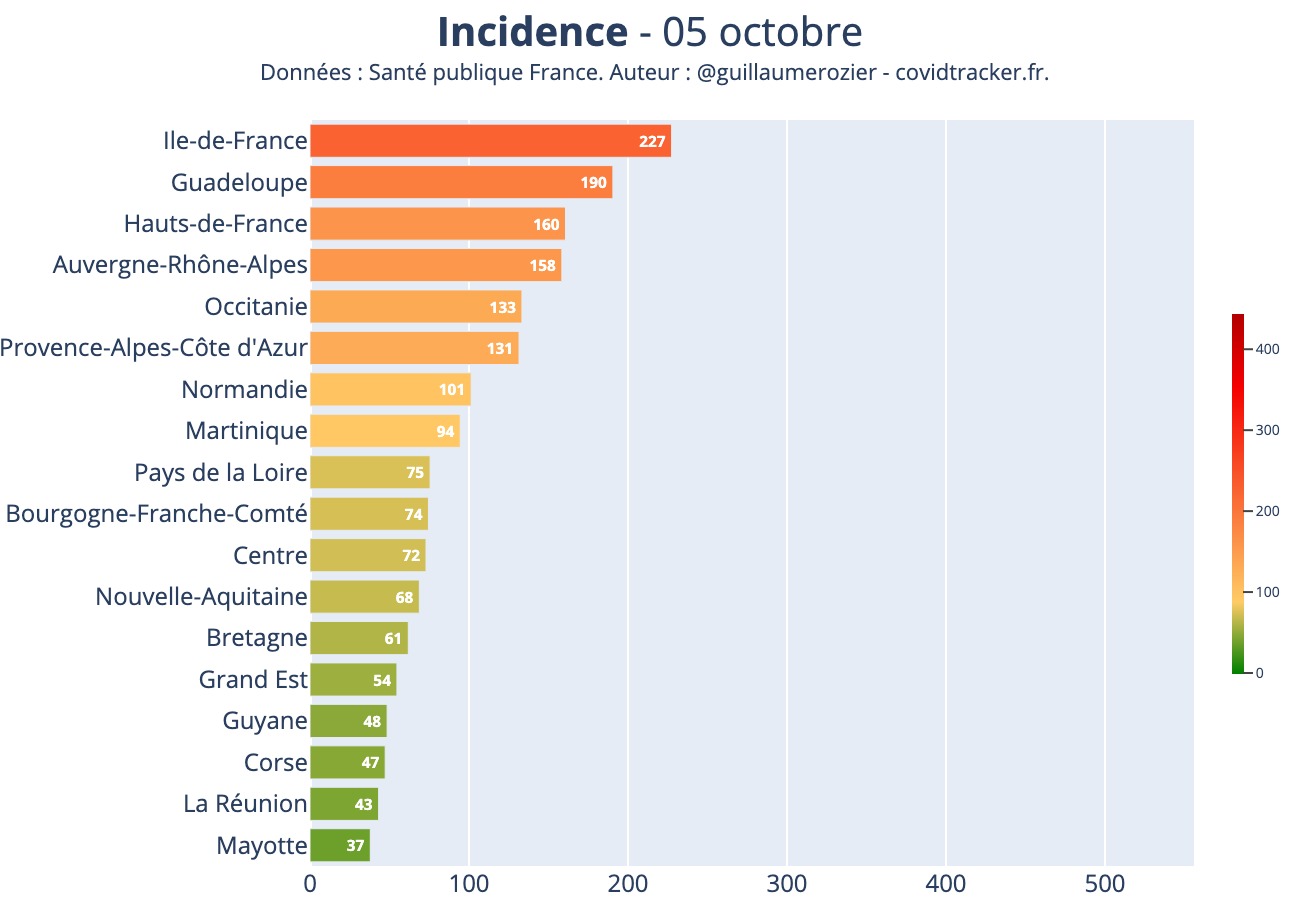 Incidence - 05 octobre
Données : Santé publique France. Auteur : @guillaumerozier - covidtracker.fr.
Ile-de-France 227
Guadeloupe 190
Hauts-de-France 160
Auvergne-Rhône-Alpes 158
Occitanie 133
Provence-Alpes-Côte d'Azur 131
Normandie 101
Martinique 94
Pays de la Loire 75
Bourgogne-Franche-Comté 74
Centre 72
Nouvelle-Aquitaine 68
Bretagne 61
Grand Est 54
Guyane 48
Corse 47
La Réunion 43
Mayotte 37
0 100 200 300 400 500
400
300
200
100
0